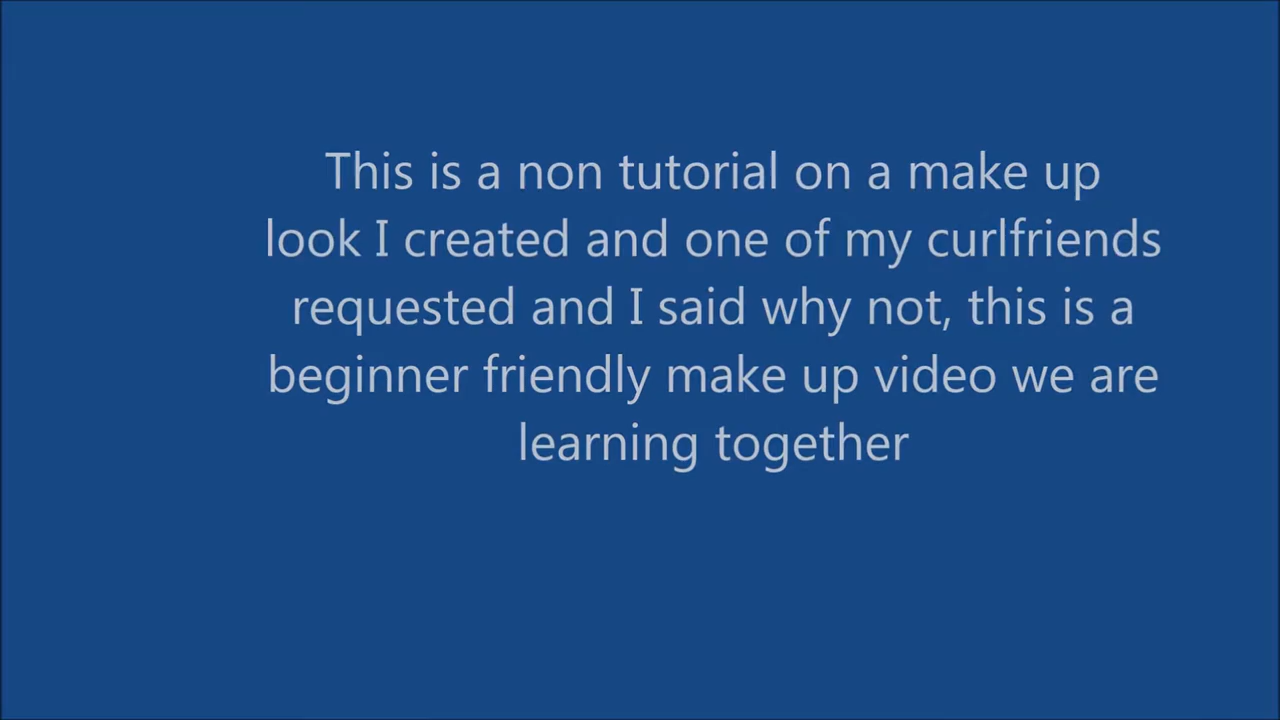 This is a non tutorial on a make up
look I created and one of my curlfriends
requested and I said why not, this is a
beginner friendly make up video we are
learning together